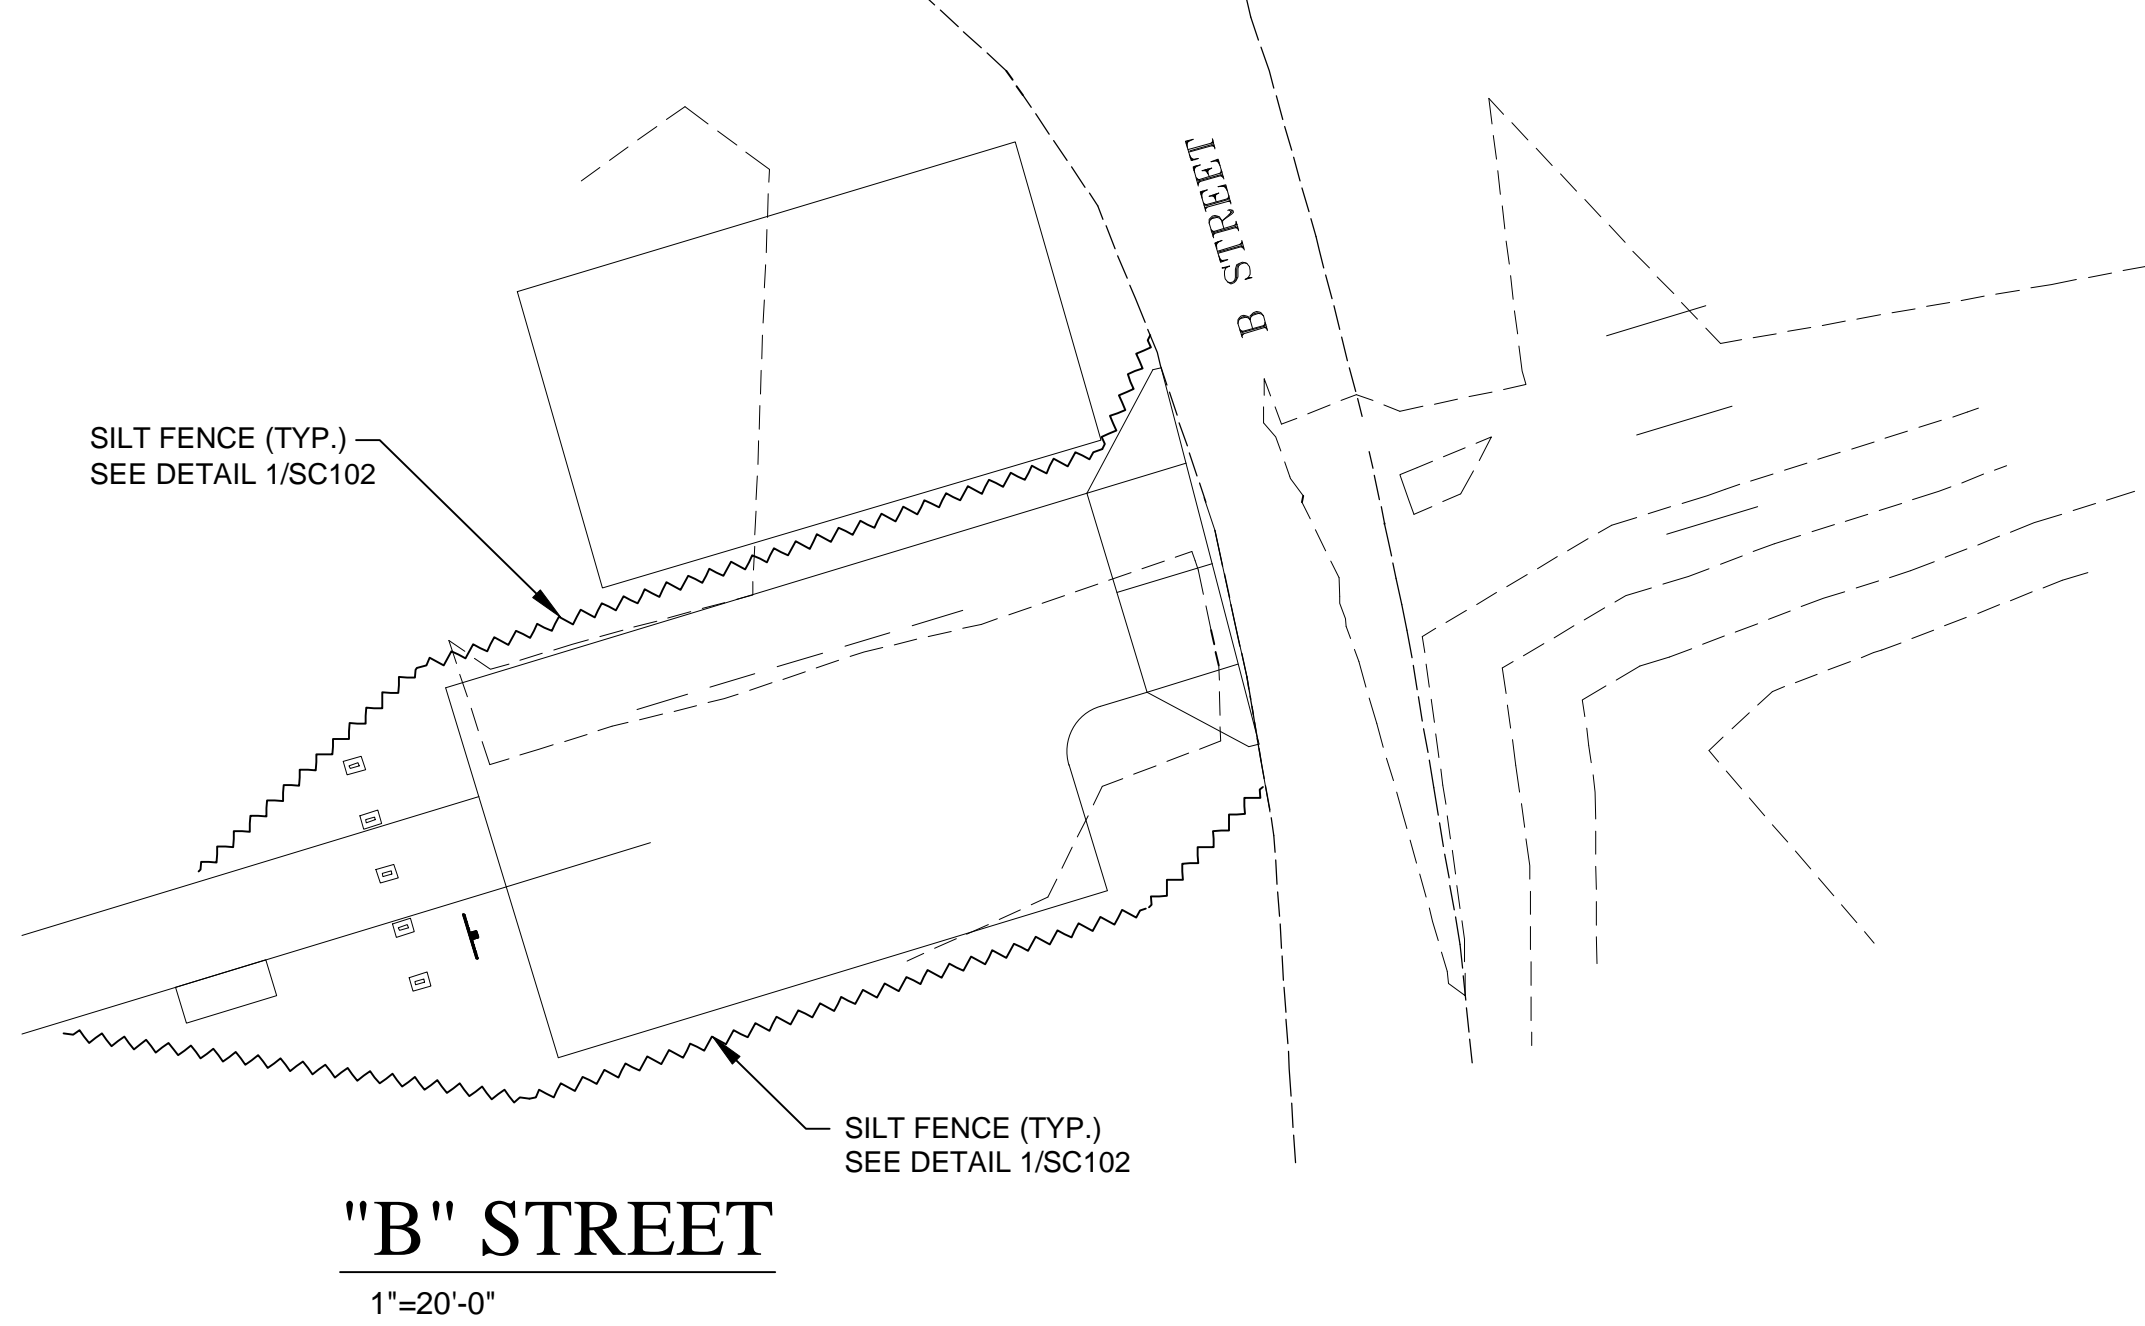 B STREET
SILT FENCE (TYP.)
SEE DETAIL 1/SC102
SILT FENCE (TYP.)
SEE DETAIL 1/SC102
"B" STREET
1"=20'-0"